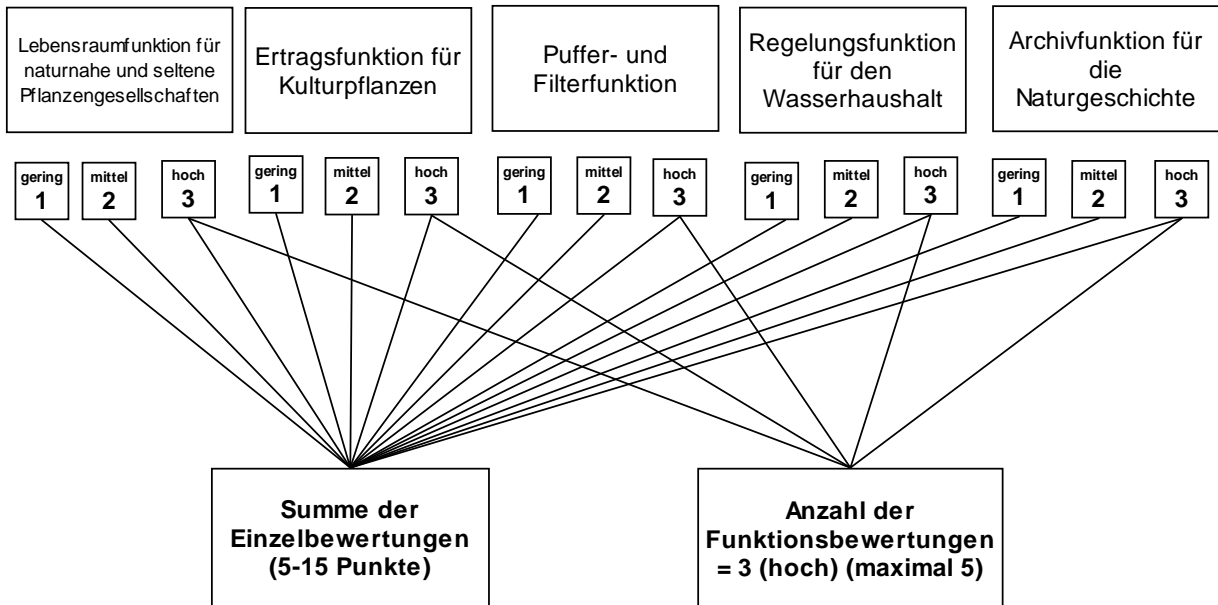 Lebensraumfunktion für
naturnahe und seltene
Pflanzengesellschaften
Ertragsfunktion für
Kulturpflanzen
Puffer- und
Filterfunktion
Regelungsfunktion
für den
Wasserhaushalt
Archivfunktion für
die
Naturgeschichte
gering
1
mittel
2
hoch
3
gering
1
mittel
2
hoch
3
gering
1
mittel
2
hoch
3
gering
1
mittel
2
hoch
3
gering
1
mittel
2
hoch
3
Summe der
Einzelbewertungen
(5-15 Punkte)
Anzahl der
Funktionsbewertungen
= 3 (hoch) (maximal 5)